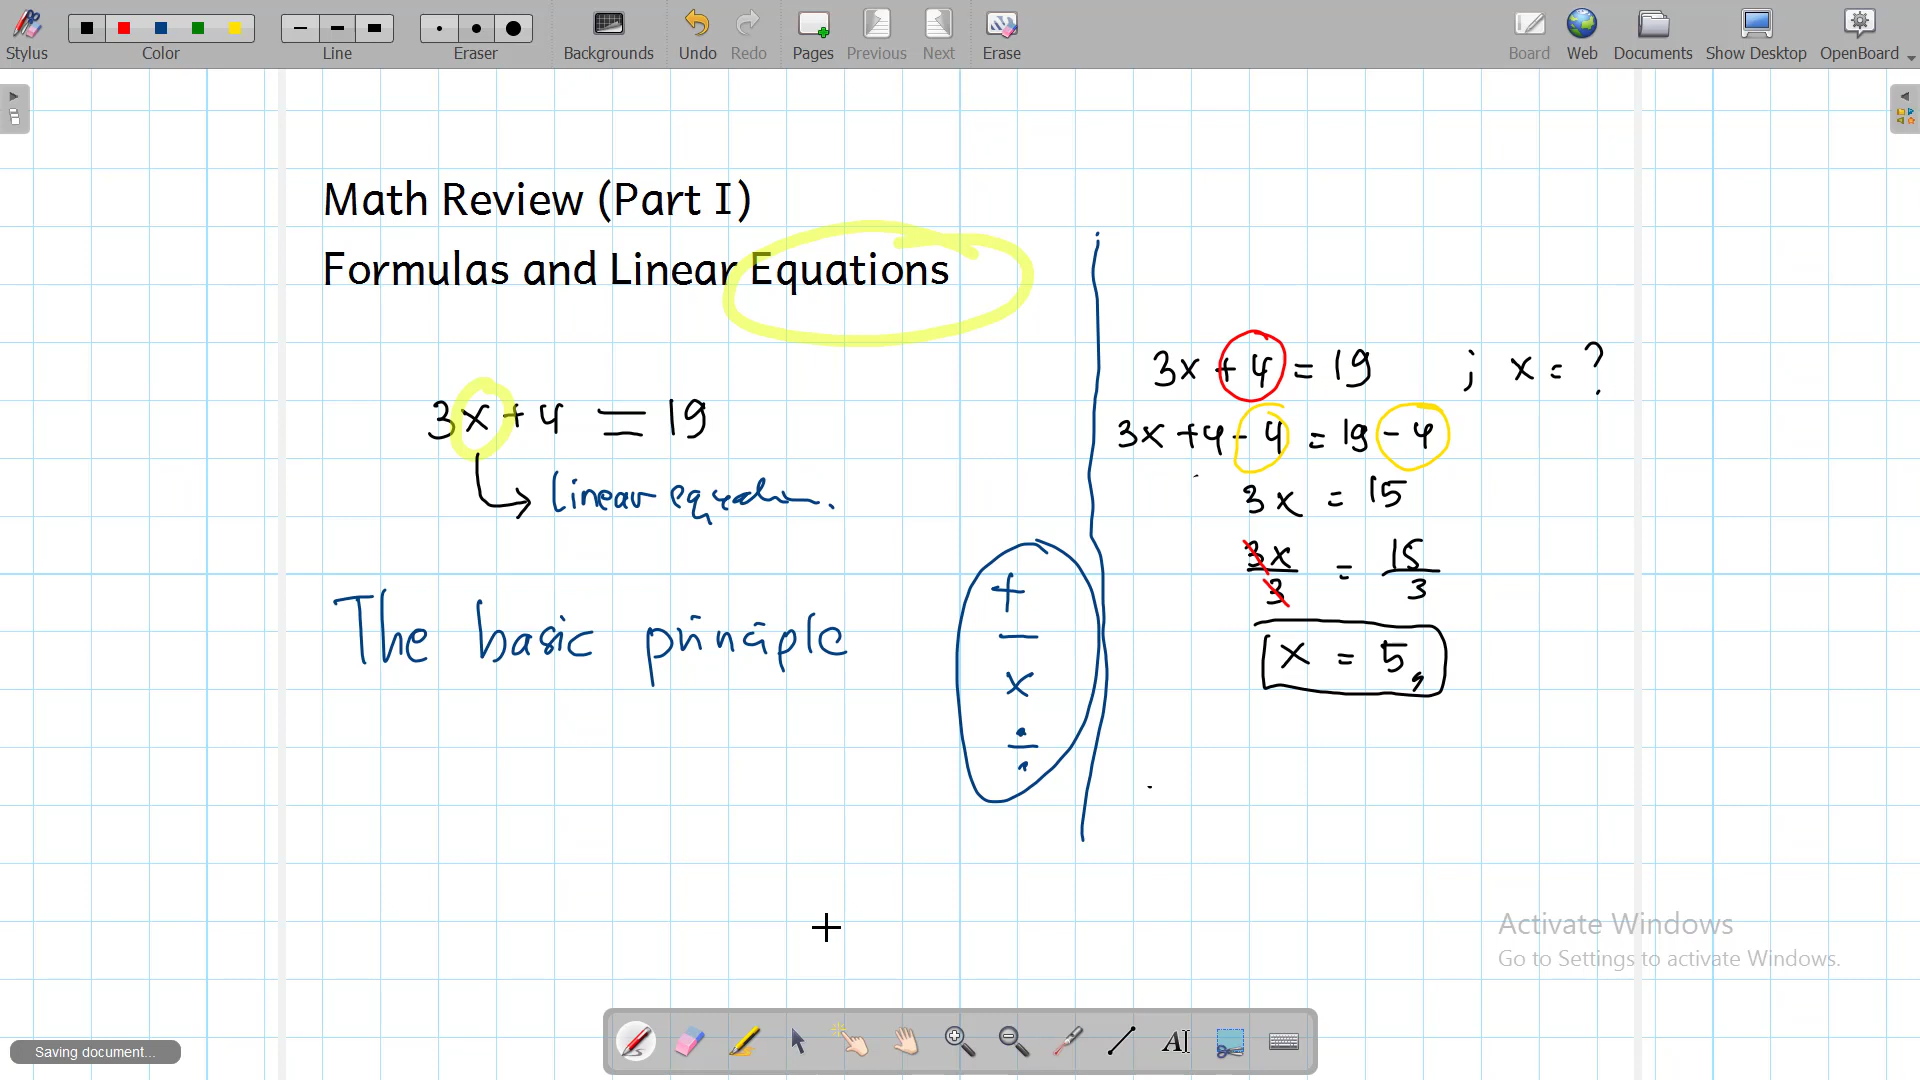 Stylus
Color
Line
Eraser
Backgrounds
Undo
Redo
Pages
Previous
Next
Erase
Board
Web
Documents
Show Desktop
OpenBoard
Math Review (Part I)
Formulas and Linear Equations
3x + 4 = 19
Linear equation.
The basic principle
+
−
×
÷
3x + 4 = 19 ; x = ?
3x + 4 - 4 = 19 - 4
3x = 15
3x/3 = 15/3
x = 5,
Activate Windows
Go to Settings to activate Windows.
Saving document...
AI